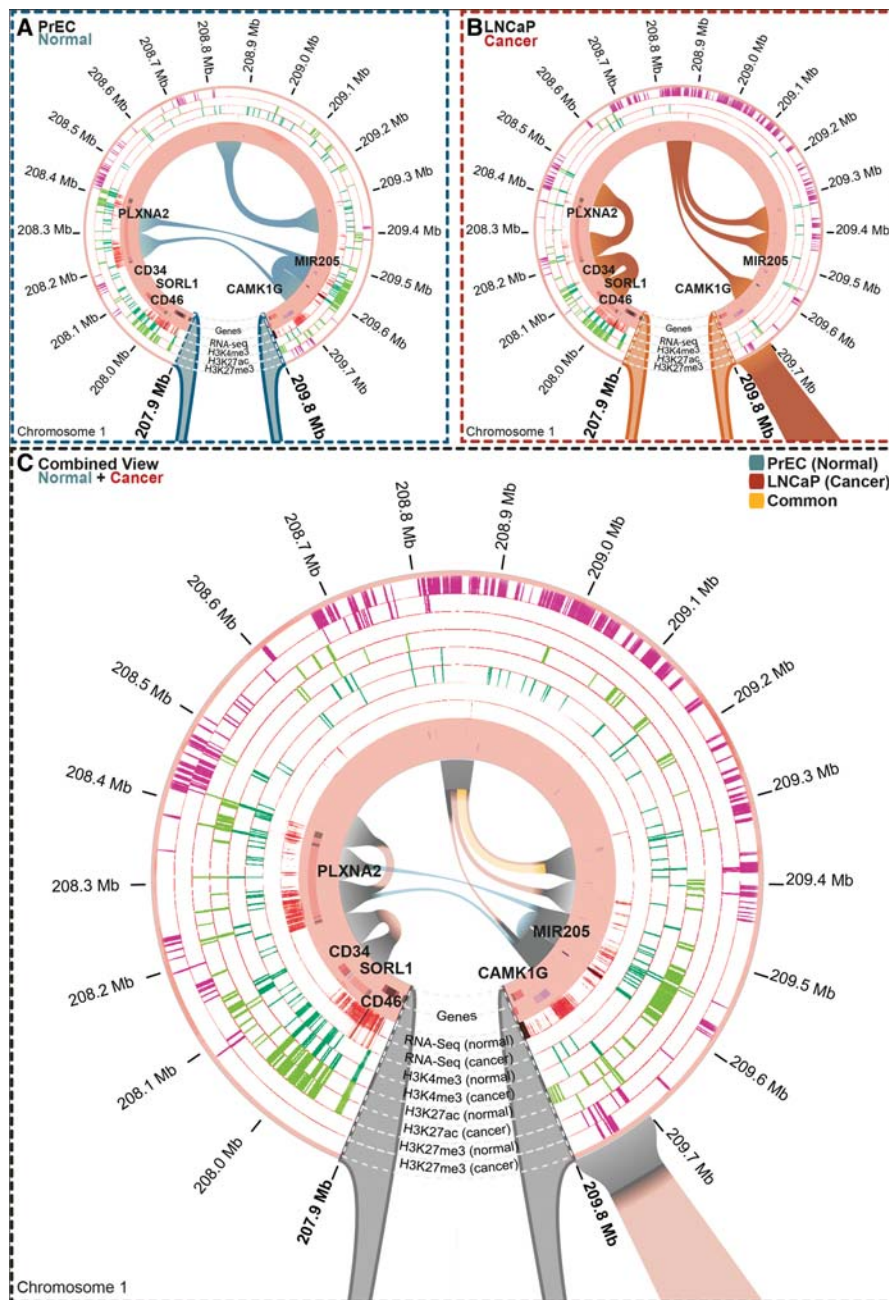 A PrEC
Normal
208.8 Mb
208.9 Mb
208.7 Mb
209.0 Mb
208.6 Mb
209.1 Mb
208.5 Mb
209.2 Mb
208.4 Mb
209.3 Mb
208.3 Mb
209.4 Mb
208.2 Mb
209.5 Mb
208.1 Mb
209.6 Mb
208.0 Mb
209.7 Mb
207.9 Mb
209.8 Mb
PLXNA2
CD34
SORL1
CD46
MIR205
CAMK1G
Genes
RNA-seq
H3K4me3
H3K27ac
H3K27me3
Chromosome 1
B LNCaP
Cancer
208.8 Mb
208.9 Mb
208.7 Mb
209.0 Mb
208.6 Mb
209.1 Mb
208.5 Mb
209.2 Mb
208.4 Mb
209.3 Mb
208.3 Mb
209.4 Mb
208.2 Mb
209.5 Mb
208.1 Mb
209.6 Mb
208.0 Mb
209.7 Mb
207.9 Mb
209.8 Mb
PLXNA2
CD34
SORL1
CD46
MIR205
CAMK1G
Genes
RNA-seq
H3K4me3
H3K27ac
H3K27me3
Chromosome 1
C Combined View
Normal + Cancer
PrEC (Normal)
LNCaP (Cancer)
Common
208.8 Mb
208.9 Mb
208.7 Mb
209.0 Mb
208.6 Mb
209.1 Mb
208.5 Mb
209.2 Mb
208.4 Mb
209.3 Mb
208.3 Mb
209.4 Mb
208.2 Mb
209.5 Mb
208.1 Mb
209.6 Mb
208.0 Mb
209.7 Mb
207.9 Mb
209.8 Mb
PLXNA2
CD34
SORL1
CD46
MIR205
CAMK1G
Genes
RNA-Seq (normal)
RNA-Seq (cancer)
H3K4me3 (normal)
H3K4me3 (cancer)
H3K27ac (normal)
H3K27ac (cancer)
H3K27me3 (normal)
H3K27me3 (cancer)
Chromosome 1